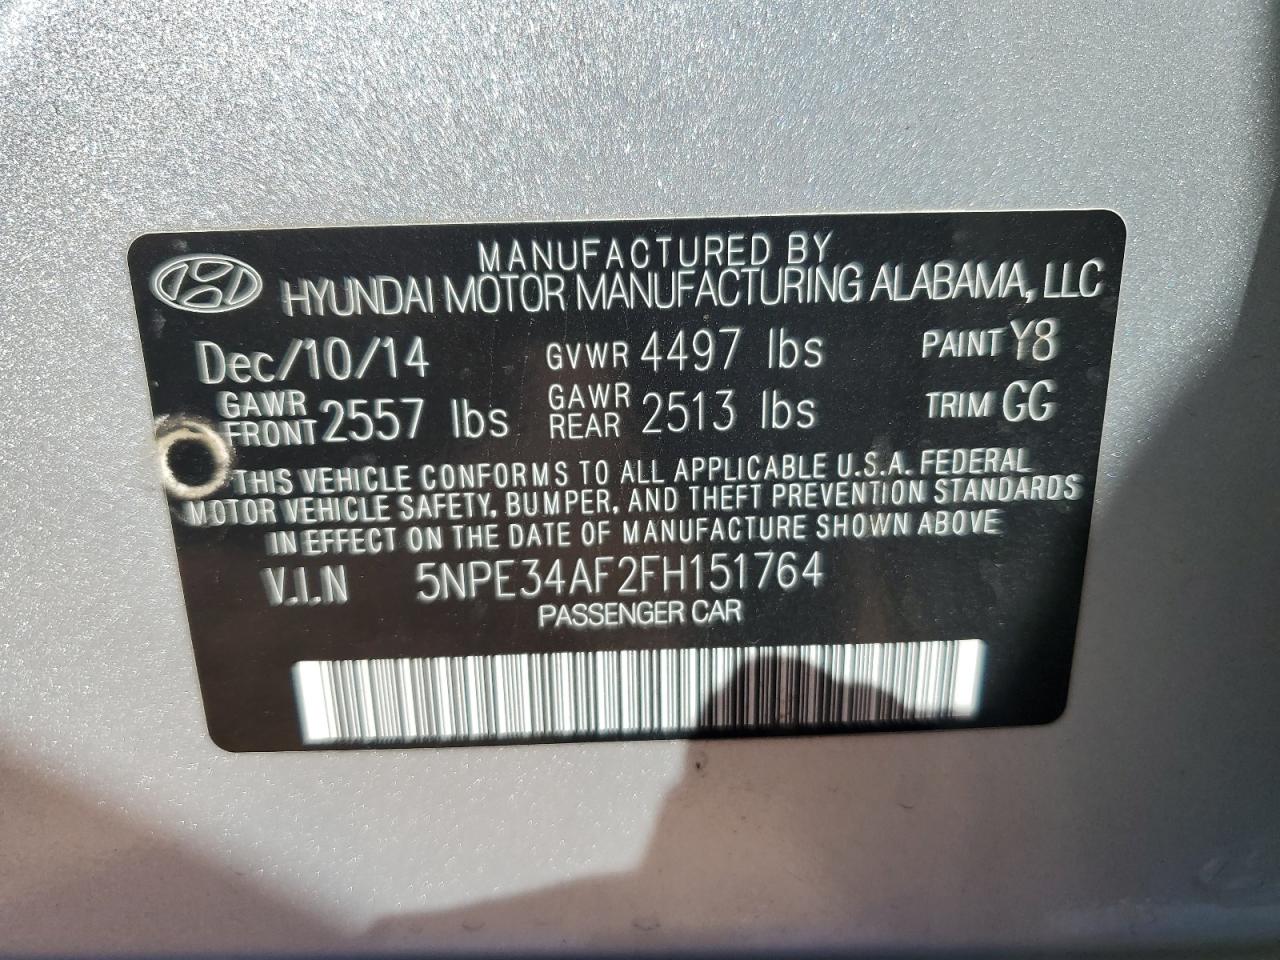 MANUFACTURED BY
HYUNDAI MOTOR MANUFACTURING ALABAMA, LLC
Dec/10/14 GVWR 4497 lbs PAINT Y8
GAWR FRONT 2557 lbs GAWR REAR 2513 lbs TRIM GG
THIS VEHICLE CONFORMS TO ALL APPLICABLE U.S.A. FEDERAL
MOTOR VEHICLE SAFETY, BUMPER, AND THEFT PREVENTION STANDARDS
IN EFFECT ON THE DATE OF MANUFACTURE SHOWN ABOVE
V.I.N 5NPE34AF2FH151764
PASSENGER CAR